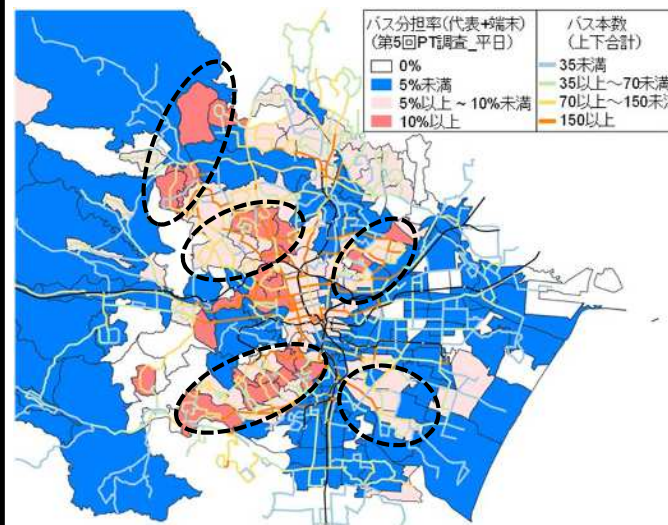 バス分担率(代表+端末)
(第5回PT調査_平日)
0%
5%未満
5%以上 ~ 10%未満
10%以上
バス本数
(上下合計)
35未満
35以上～70未満
70以上～150未満
150以上